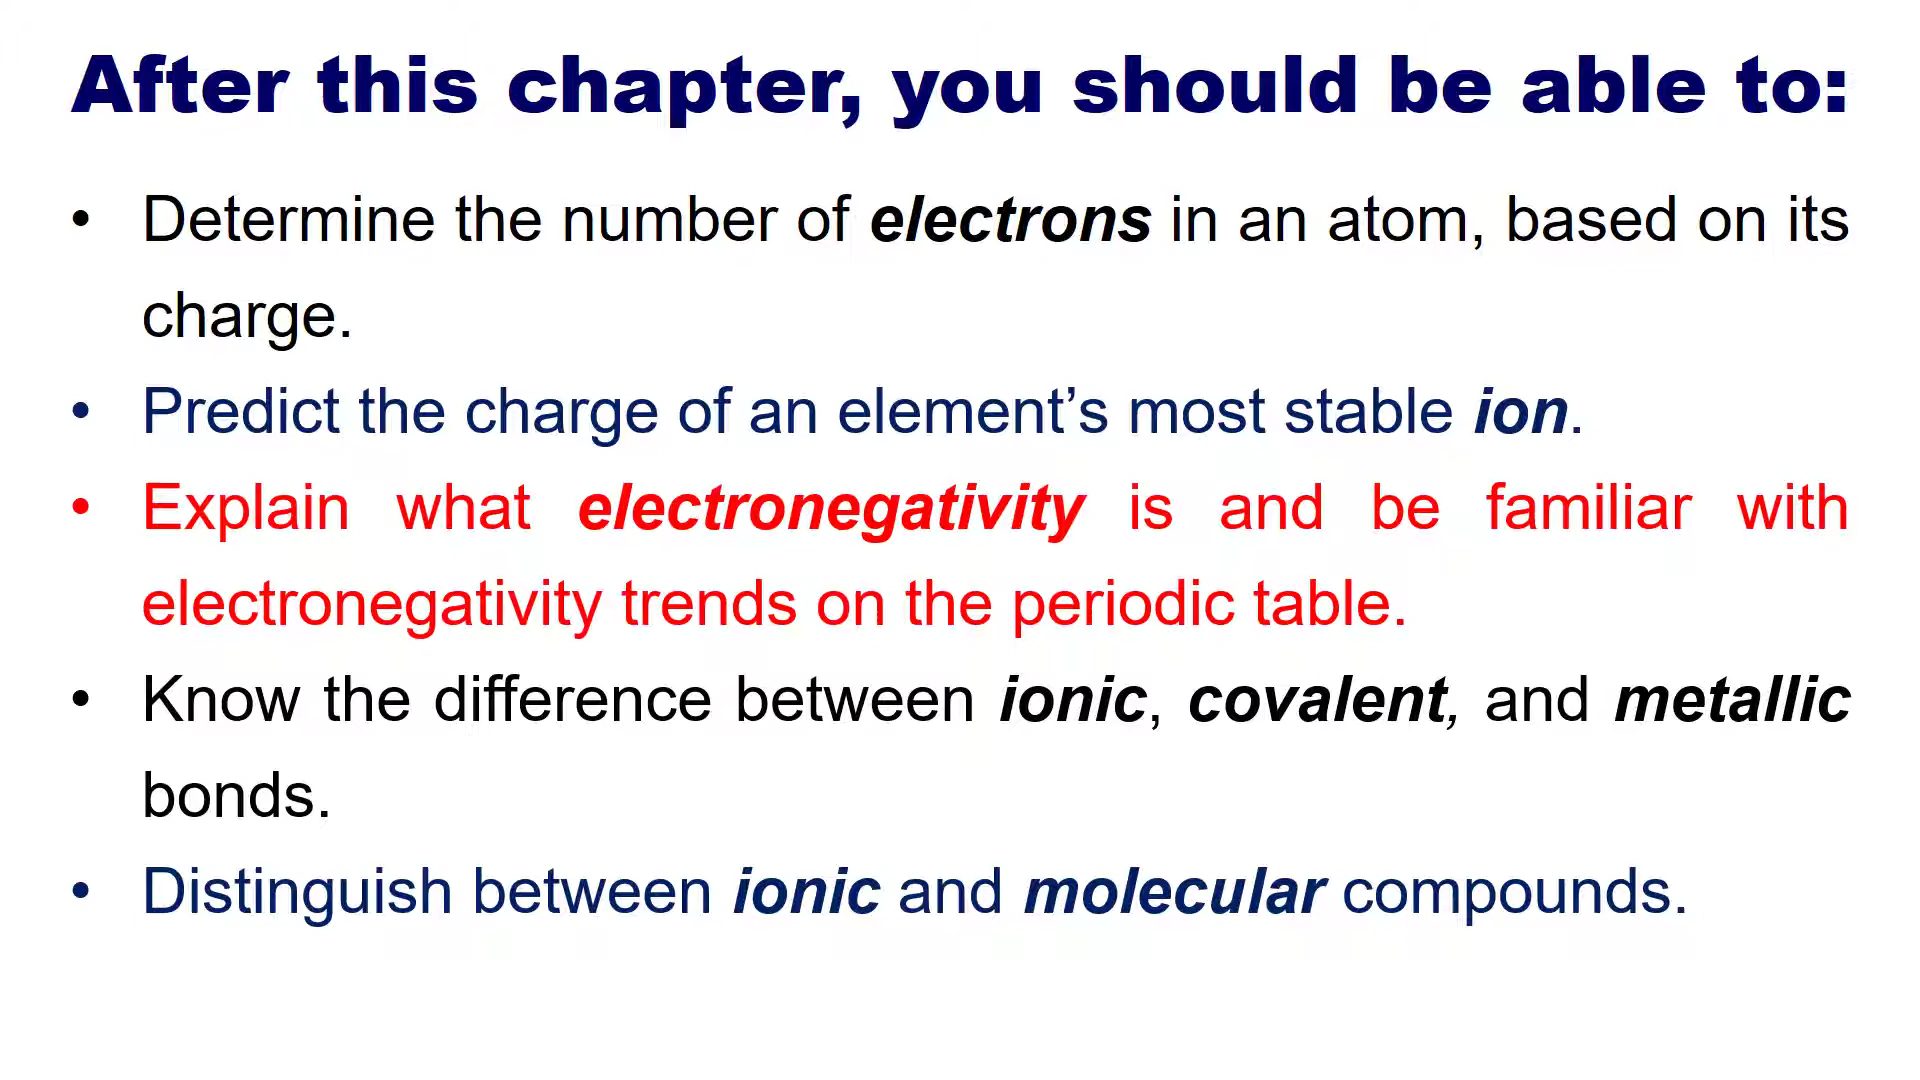 After this chapter, you should be able to:
• Determine the number of electrons in an atom, based on its
charge.
• Predict the charge of an element’s most stable ion.
• Explain what electronegativity is and be familiar with
electronegativity trends on the periodic table.
• Know the difference between ionic, covalent, and metallic
bonds.
• Distinguish between ionic and molecular compounds.